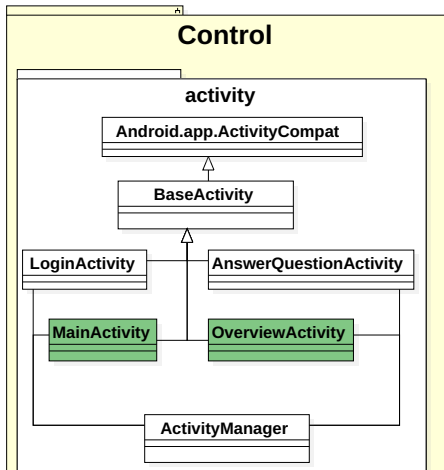 Control
activity
Android.app.ActivityCompat
BaseActivity
LoginActivity
AnswerQuestionActivity
MainActivity
OverviewActivity
ActivityManager